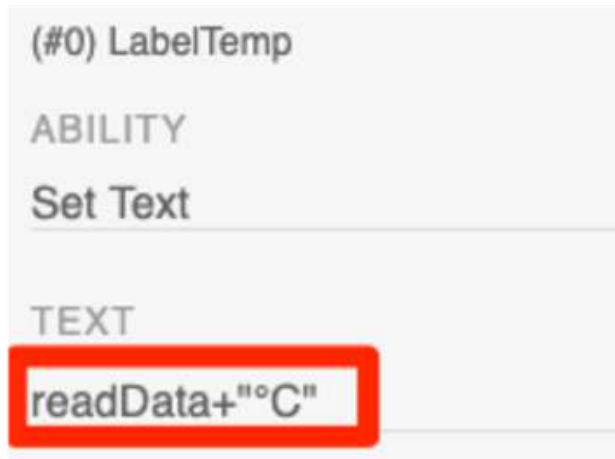 (#0) LabelTemp
ABILITY
Set Text
TEXT
readData+"°C"